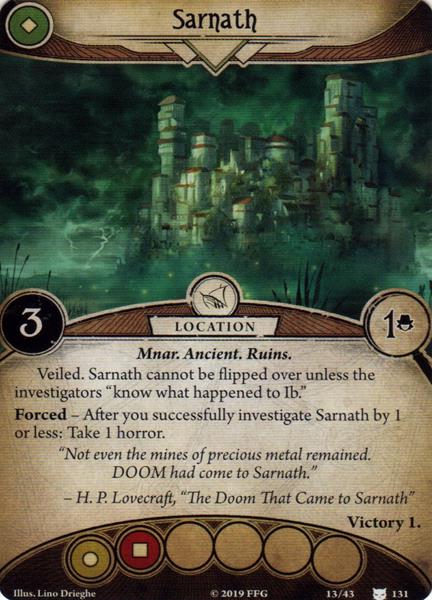 Sarnath
3
LOCATION
1
Mnar. Ancient. Ruins.
Veiled. Sarnath cannot be flipped over unless the
investigators “know what happened to Ib.”
Forced – After you successfully investigate Sarnath by 1
or less: Take 1 horror.
“Not even the mines of precious metal remained.
DOOM had come to Sarnath.”
– H. P. Lovecraft, “The Doom That Came to Sarnath”
Victory 1.
Illus. Lino Drieghe
© 2019 FFG
13/43
131